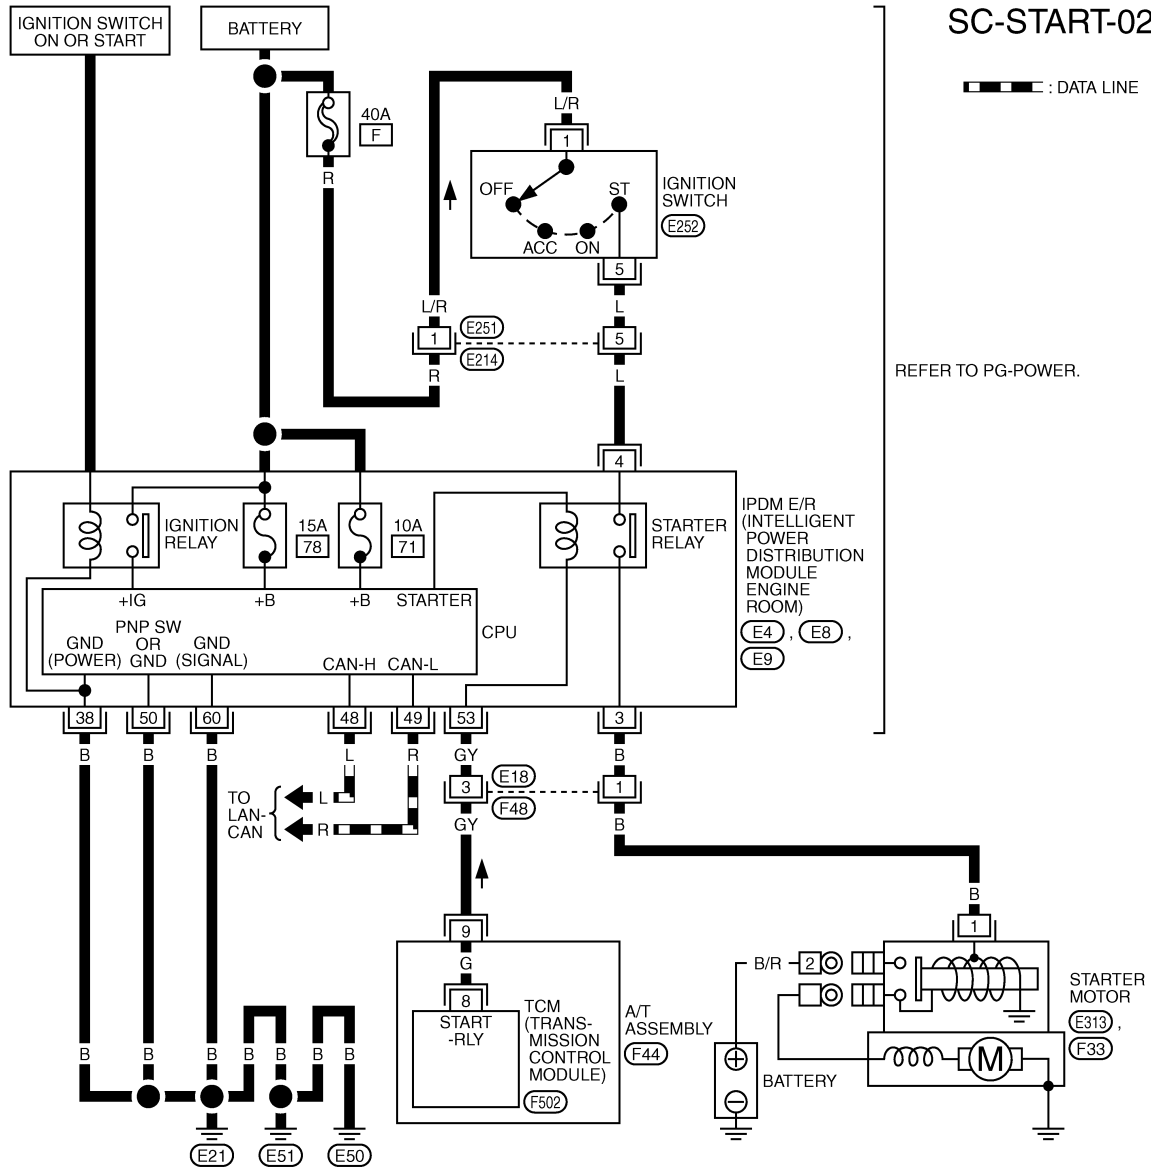 IGNITION SWITCH
ON OR START
BATTERY
SC-START-02
: DATA LINE
40A
F
R
L/R
1
OFF
ST
ACC
ON
IGNITION
SWITCH
E252
5
L
L/R
1
E251
E214
5
R
L
REFER TO PG-POWER.
4
IGNITION
RELAY
15A
78
10A
71
STARTER
RELAY
IPDM E/R
(INTELLIGENT
POWER
DISTRIBUTION
MODULE
ENGINE
ROOM)
E4 , E8 ,
E9
+IG
+B
+B
STARTER
CPU
GND
(POWER)
PNP SW
OR
GND
GND
(SIGNAL)
CAN-H
CAN-L
38
50
60
48
49
53
3
B
B
B
L
R
GY
B
TO
LAN-
CAN
L
R
3
E18
F48
1
GY
B
B
1
9
G
8
START
-RLY
TCM
(TRANS-
MISSION
CONTROL
MODULE)
F502
A/T
ASSEMBLY
F44
B/R
2
STARTER
MOTOR
E313 ,
F33
M
+
−
BATTERY
B
B
B
B
B
B
B
E21
E51
E50